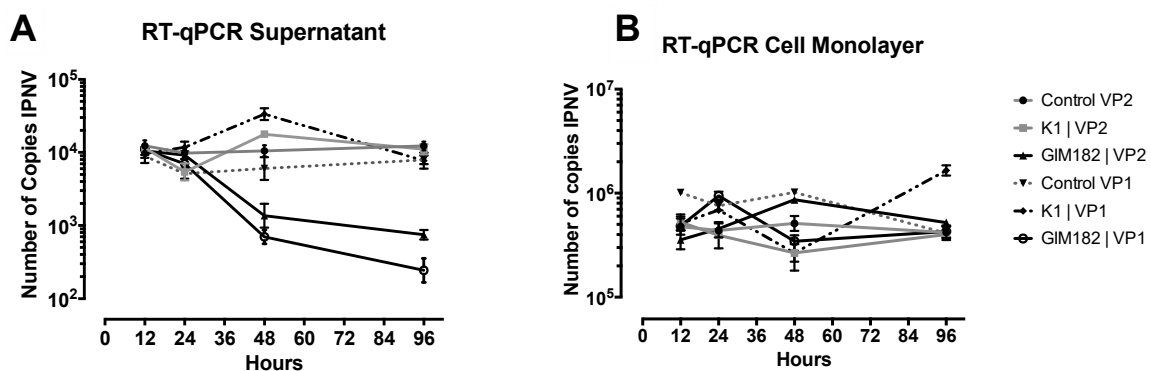 A
RT-qPCR Supernatant
Number of Copies IPNV
10^5
10^4
10^3
10^2
0 12 24 36 48 60 72 84 96
Hours
B
RT-qPCR Cell Monolayer
Number of copies IPNV
10^7
10^6
10^5
0 12 24 36 48 60 72 84 96
Hours
Control VP2
K1 | VP2
GIM182 | VP2
Control VP1
K1 | VP1
GIM182 | VP1